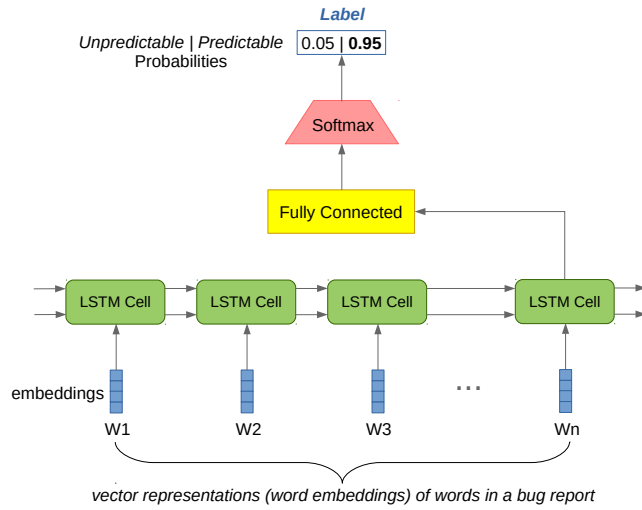 Label
Unpredictable | Predictable
Probabilities
0.05 | 0.95
Softmax
Fully Connected
LSTM Cell
LSTM Cell
LSTM Cell
LSTM Cell
embeddings
...
W1
W2
W3
Wn
vector representations (word embeddings) of words in a bug report